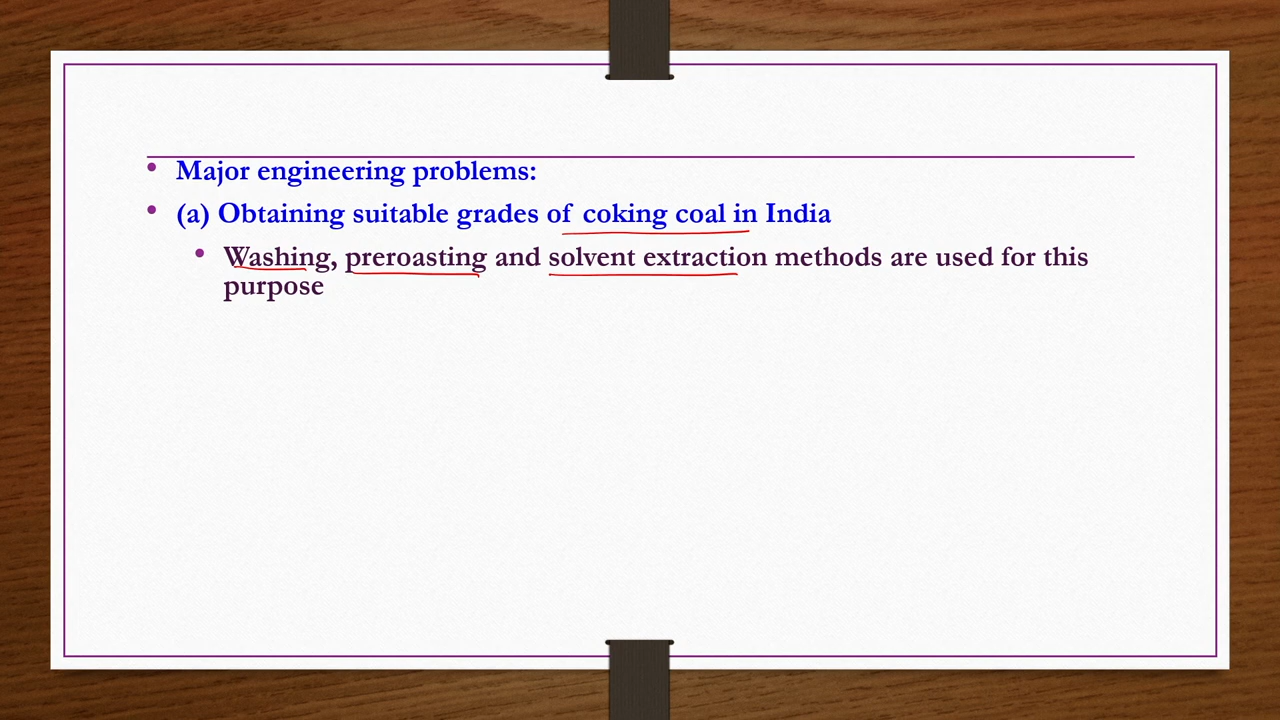 Major engineering problems:
(a) Obtaining suitable grades of coking coal in India
Washing, preroasting and solvent extraction methods are used for this
purpose